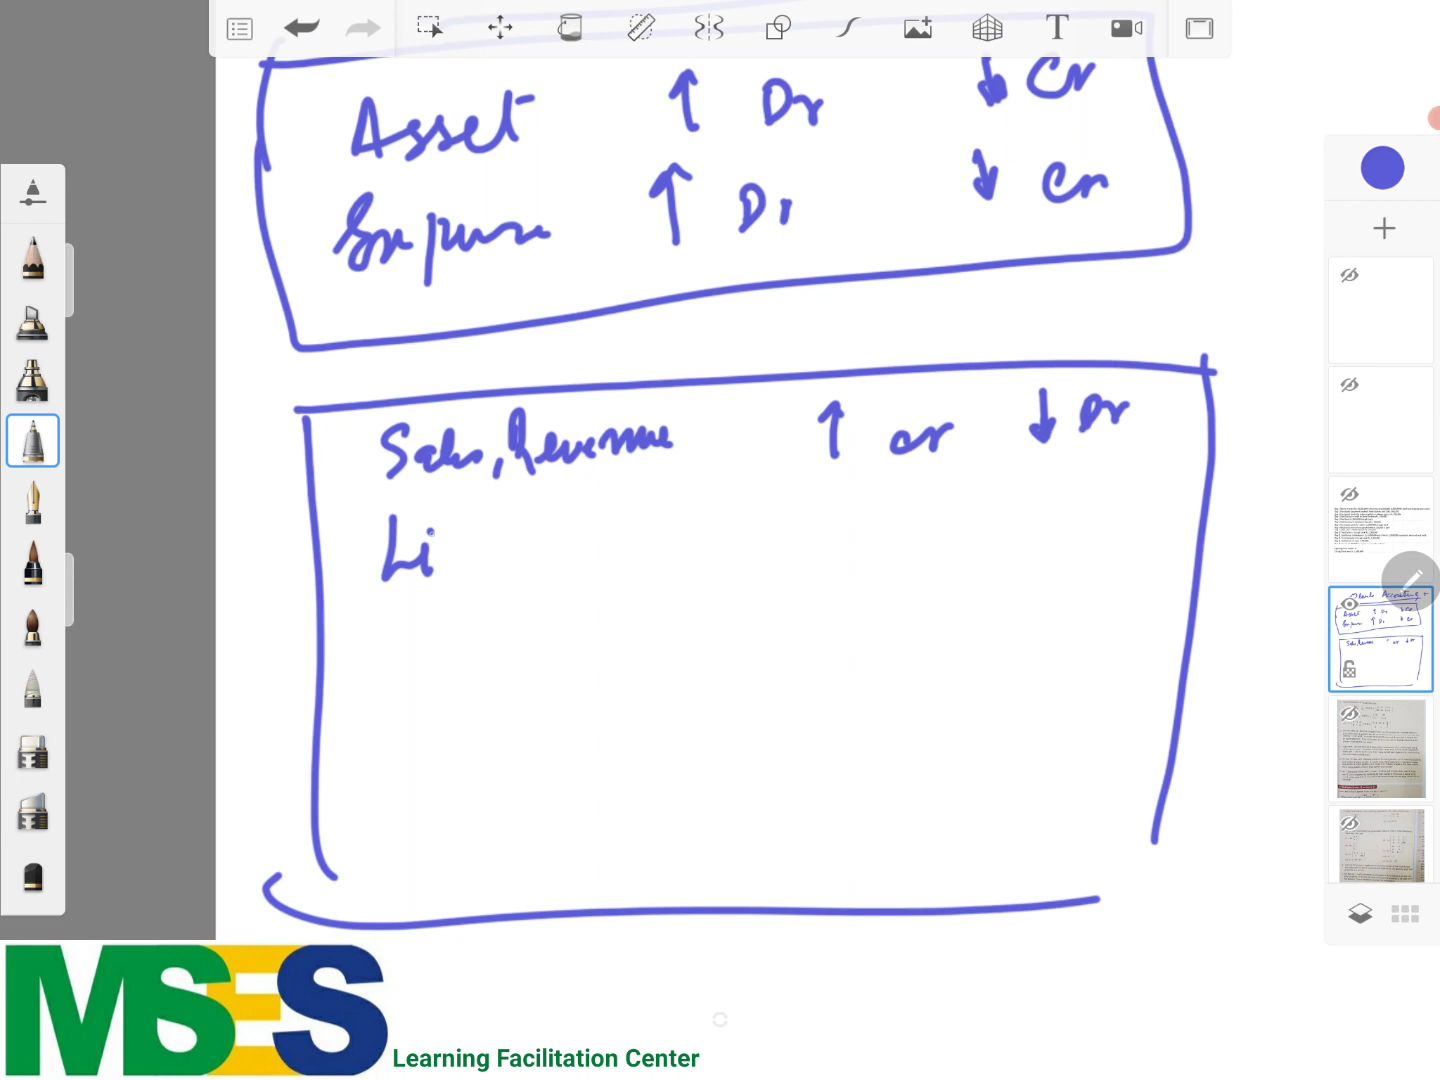 Asset ↑ Dr ↓ Cr
Expense ↑ Dr ↓ Cr
Sales, Revenue ↑ cr ↓ Dr
Li
T
MSES
Learning Facilitation Center